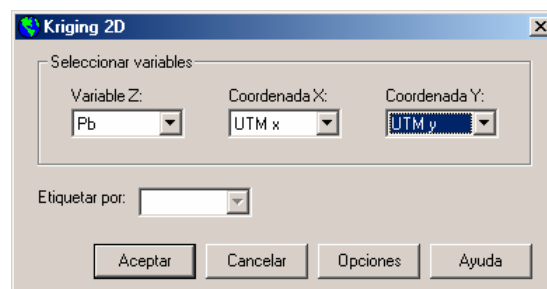 Kriging 2D
Seleccionar variables
Variable Z: Coordenada X: Coordenada Y:
Pb UTM x UTM y
Etiquetar por:
Aceptar Cancelar Opciones Ayuda